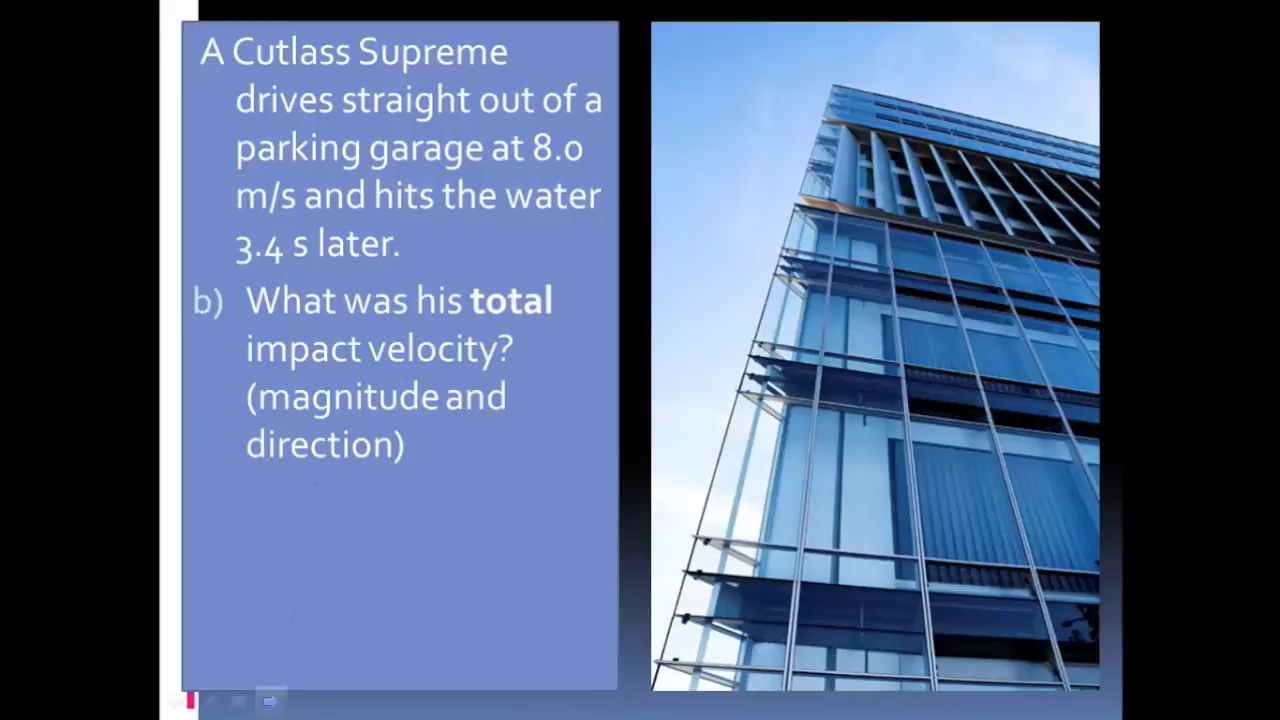 A Cutlass Supreme
drives straight out of a
parking garage at 8.0
m/s and hits the water
3.4 s later.
b) What was his total
impact velocity?
(magnitude and
direction)